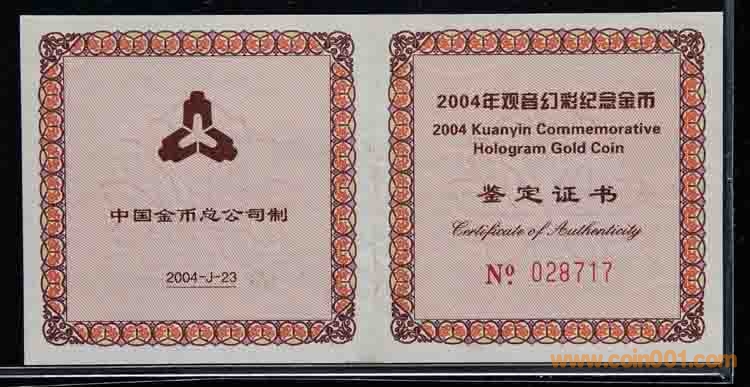 中国金币总公司制
2004-J-23
2004年观音幻彩纪念金币
2004 Kuanyin Commemorative
Hologram Gold Coin
鉴定证书
Certificate of Authenticity
Nº 028717
www.coin001.com